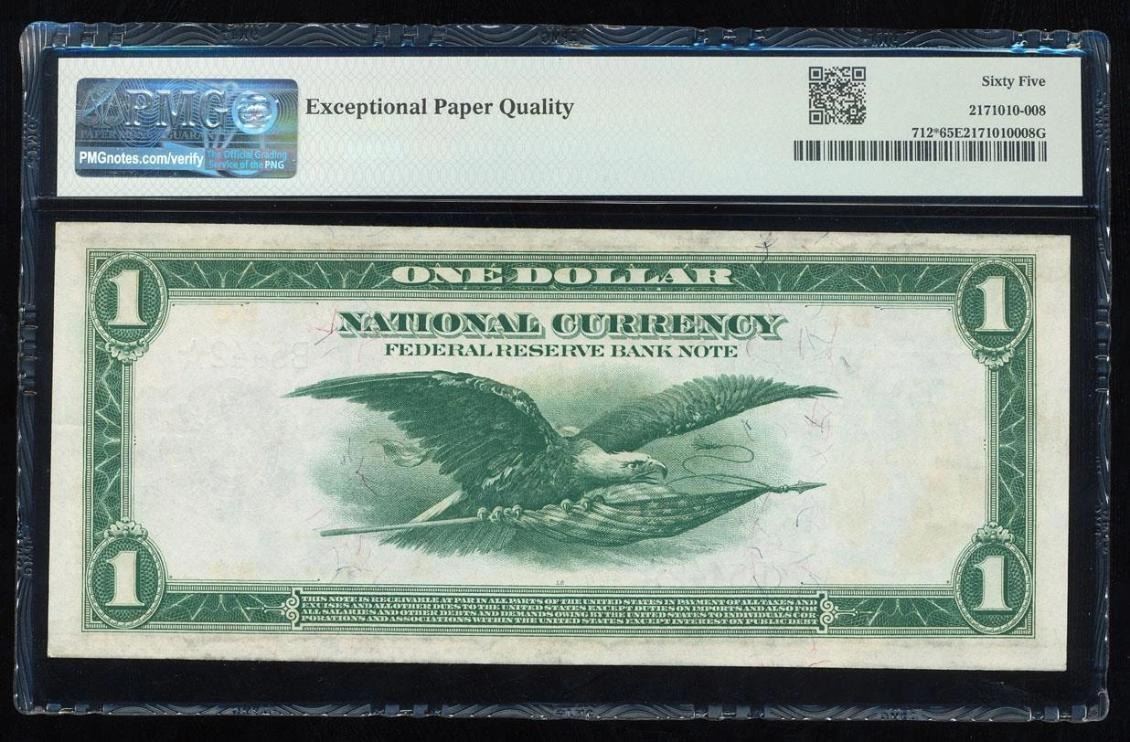 PMG
PAPER MONEY GUARANTY
PMGnotes.com/verify
The Official Grading
Service of the PNG
Exceptional Paper Quality
Sixty Five
2171010-008
712*65E2171010008G
ONE DOLLAR
1
1
NATIONAL CURRENCY
FEDERAL RESERVE BANK NOTE
1
1
THIS NOTE IS RECEIVABLE AT PAR IN ALL PARTS OF THE UNITED STATES IN PAYMENT OF ALL TAXES AND
EXCISES AND ALL OTHER DUES TO THE UNITED STATES EXCEPT DUTIES ON IMPORTS AND ALSO FOR
ALL SALARIES AND OTHER DEBTS AND DEMANDS OWING BY THE UNITED STATES TO INDIVIDUALS COR-
PORATIONS AND ASSOCIATIONS WITHIN THE UNITED STATES EXCEPT INTEREST ON PUBLIC DEBT